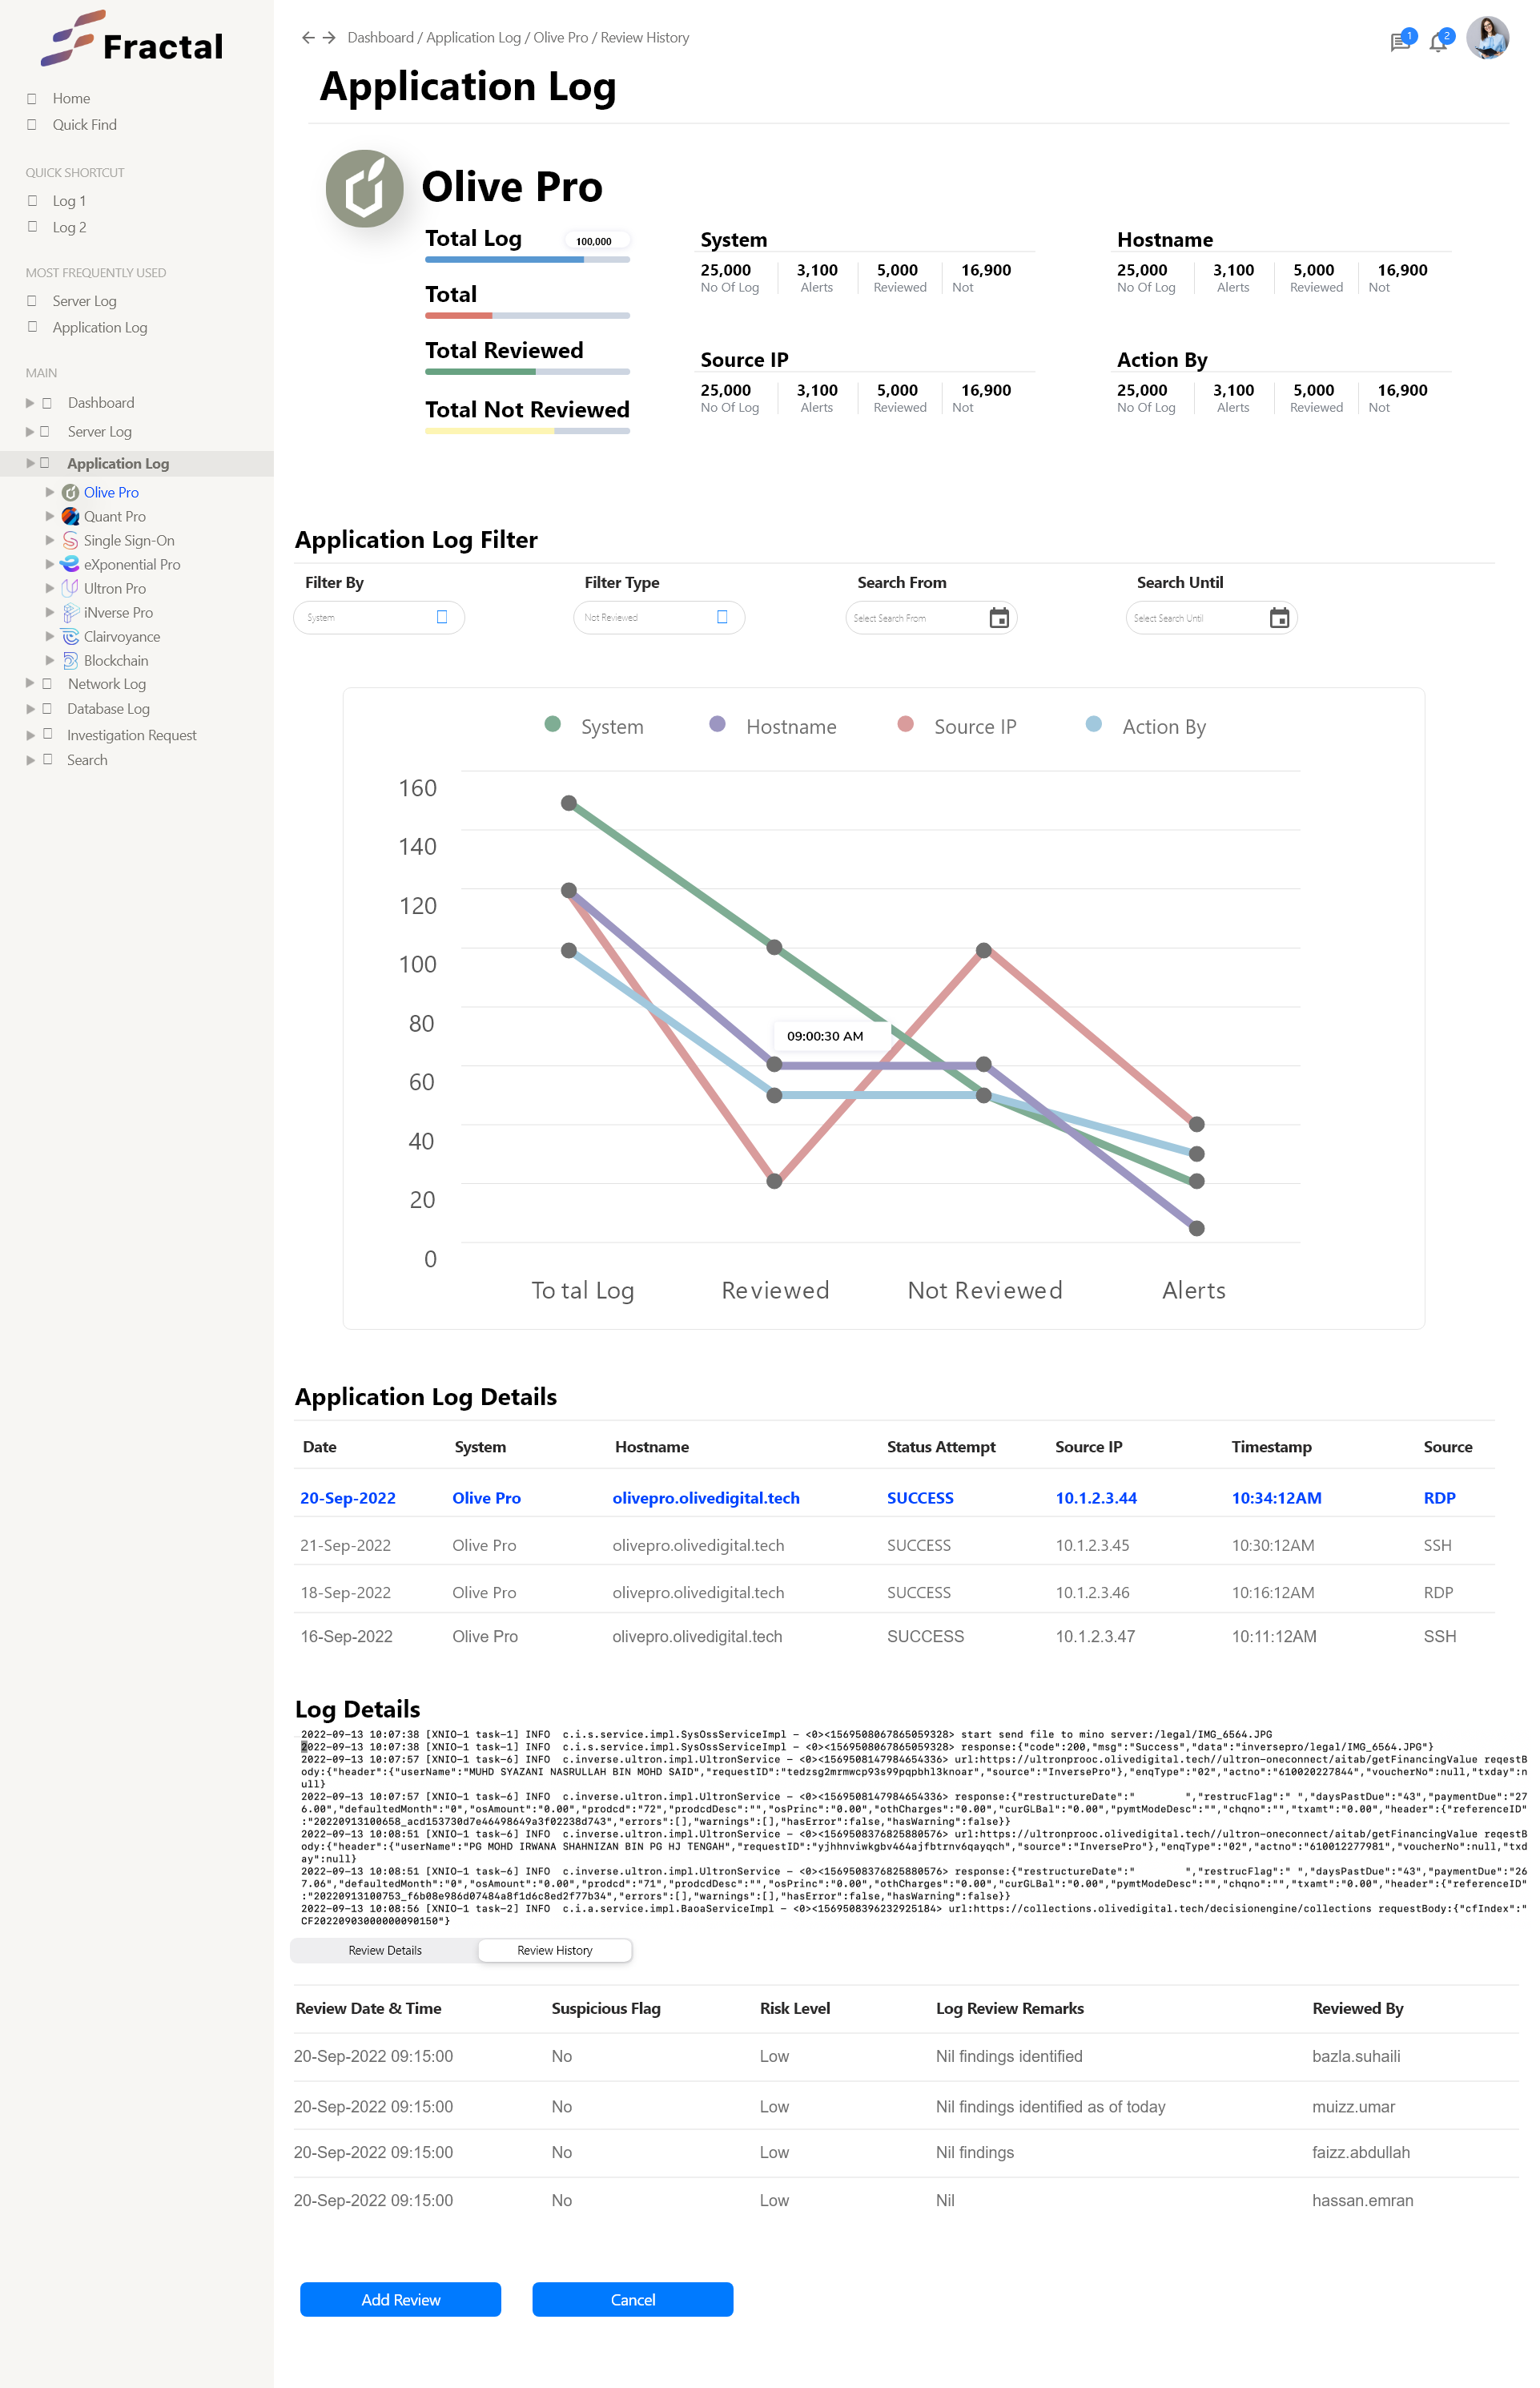 Fractal
Home
Quick Find
QUICK SHORTCUT
Log 1
Log 2
MOST FREQUENTLY USED
Server Log
Application Log
MAIN
Dashboard
Server Log
Application Log
Olive Pro
Quant Pro
Single Sign-On
eXponential Pro
Ultron Pro
iNverse Pro
Clairvoyance
Blockchain
Network Log
Database Log
Investigation Request
Search
Dashboard / Application Log / Olive Pro / Review History
1
2
Application Log
Olive Pro
Total Log 100,000
Total
Total Reviewed
Total Not Reviewed
System
25,000 3,100 5,000 16,900
No Of Log Alerts Reviewed Not
Hostname
25,000 3,100 5,000 16,900
No Of Log Alerts Reviewed Not
Source IP
25,000 3,100 5,000 16,900
No Of Log Alerts Reviewed Not
Action By
25,000 3,100 5,000 16,900
No Of Log Alerts Reviewed Not
Application Log Filter
Filter By Filter Type Search From Search Until
System Not Reviewed Select Search From Select Search Until
System Hostname Source IP Action By
160
140
120
100
80
09:00:30 AM
60
40
20
0
To tal Log Reviewed Not Reviewed Alerts
Application Log Details
Date System Hostname Status Attempt Source IP Timestamp Source
20-Sep-2022 Olive Pro olivepro.olivedigital.tech SUCCESS 10.1.2.3.44 10:34:12AM RDP
21-Sep-2022 Olive Pro olivepro.olivedigital.tech SUCCESS 10.1.2.3.45 10:30:12AM SSH
18-Sep-2022 Olive Pro olivepro.olivedigital.tech SUCCESS 10.1.2.3.46 10:16:12AM RDP
16-Sep-2022 Olive Pro olivepro.olivedigital.tech SUCCESS 10.1.2.3.47 10:11:12AM SSH
Log Details
2022-09-13 10:07:38 [XNIO-1 task-1] INFO  c.i.s.service.impl.SysOssServiceImpl - <0><1569508067865059328> start send file to mino server:/legal/IMG_6564.JPG
2022-09-13 10:07:38 [XNIO-1 task-1] INFO  c.i.s.service.impl.SysOssServiceImpl - <0><1569508067865059328> response:{"code":200,"msg":"Success","data":"inversepro/legal/IMG_6564.JPG"}
2022-09-13 10:07:57 [XNIO-1 task-6] INFO  c.inverse.ultron.impl.UltronService - <0><1569508147984654336> url:https://ultronprooc.olivedigital.tech//ultron-oneconnect/aitab/getFinancingValue reqestB
ody:{"header":{"userName":"MUHD SYAZANI NASRULLAH BIN MOHD SAID","requestID":"tedzsg2mrmwcp93s99pqpbhl3knoar","source":"InversePro"},"enqType":"02","actno":"610020227844","voucherNo":null,"txday":n
ull}
2022-09-13 10:07:57 [XNIO-1 task-6] INFO  c.inverse.ultron.impl.UltronService - <0><1569508147984654336> response:{"restructureDate":"        ","restrucFlag":" ","daysPastDue":"43","paymentDue":"27
6.00","defaultedMonth":"0","osAmount":"0.00","prodcd":"72","prodcdDesc":"","osPrinc":"0.00","othCharges":"0.00","curGLBal":"0.00","pymtModeDesc":"","chqno":"","txamt":"0.00","header":{"referenceID"
:"20220913100658_acd153730d7e46498649a3f02238d743","errors":[],"warnings":[],"hasError":false,"hasWarning":false}}
2022-09-13 10:08:51 [XNIO-1 task-6] INFO  c.inverse.ultron.impl.UltronService - <0><1569508376825880576> url:https://ultronprooc.olivedigital.tech//ultron-oneconnect/aitab/getFinancingValue reqestB
ody:{"header":{"userName":"PG MOHD IRWANA SHAHNIZAN BIN PG HJ TENGAH","requestID":"yjhhnviwkgbv464ajfbtrnv6qayqch","source":"InversePro"},"enqType":"02","actno":"610012277981","voucherNo":null,"txd
ay":null}
2022-09-13 10:08:51 [XNIO-1 task-6] INFO  c.inverse.ultron.impl.UltronService - <0><1569508376825880576> response:{"restructureDate":"        ","restrucFlag":" ","daysPastDue":"43","paymentDue":"26
7.06","defaultedMonth":"0","osAmount":"0.00","prodcd":"71","prodcdDesc":"","osPrinc":"0.00","othCharges":"0.00","curGLBal":"0.00","pymtModeDesc":"","chqno":"","txamt":"0.00","header":{"referenceID"
:"20220913100753_f6b08e986d07484a8f1d6c8ed2f77b34","errors":[],"warnings":[],"hasError":false,"hasWarning":false}}
2022-09-13 10:08:56 [XNIO-1 task-2] INFO  c.i.a.service.impl.BaoaServiceImpl - <0><1569508396232925184> url:https://collections.olivedigital.tech/decisionengine/collections requestBody:{"cfIndex":"
CF20220903000000090150"}
Review Details Review History
Review Date & Time Suspicious Flag Risk Level Log Review Remarks Reviewed By
20-Sep-2022 09:15:00 No Low Nil findings identified bazla.suhaili
20-Sep-2022 09:15:00 No Low Nil findings identified as of today muizz.umar
20-Sep-2022 09:15:00 No Low Nil findings faizz.abdullah
20-Sep-2022 09:15:00 No Low Nil hassan.emran
Add Review Cancel